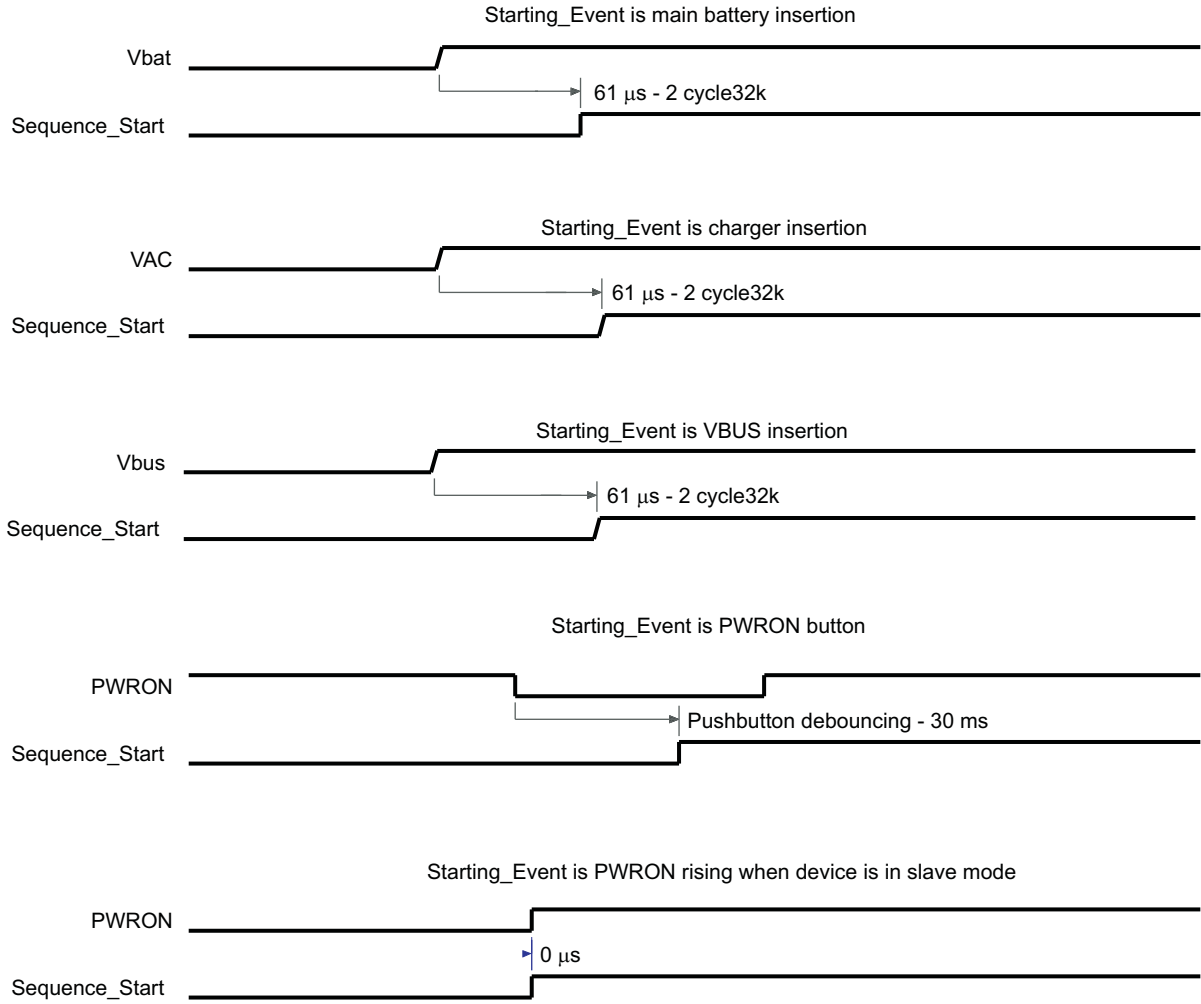 Starting_Event is main battery insertion
Vbat
61 μs - 2 cycle32k
Sequence_Start
Starting_Event is charger insertion
VAC
61 μs - 2 cycle32k
Sequence_Start
Starting_Event is VBUS insertion
Vbus
61 μs - 2 cycle32k
Sequence_Start
Starting_Event is PWRON button
PWRON
Pushbutton debouncing - 30 ms
Sequence_Start
Starting_Event is PWRON rising when device is in slave mode
PWRON
0 μs
Sequence_Start